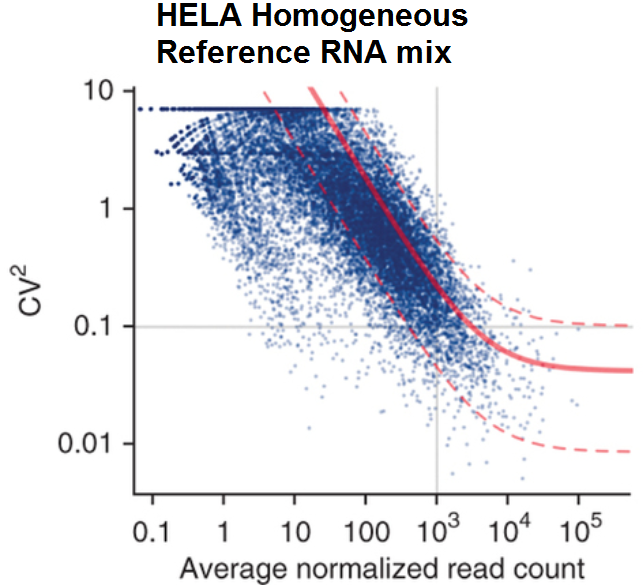 HELA Homogeneous
Reference RNA mix
10
1
0.1
0.01
CV²
0.1 1 10 100 10³ 10⁴ 10⁵
Average normalized read count